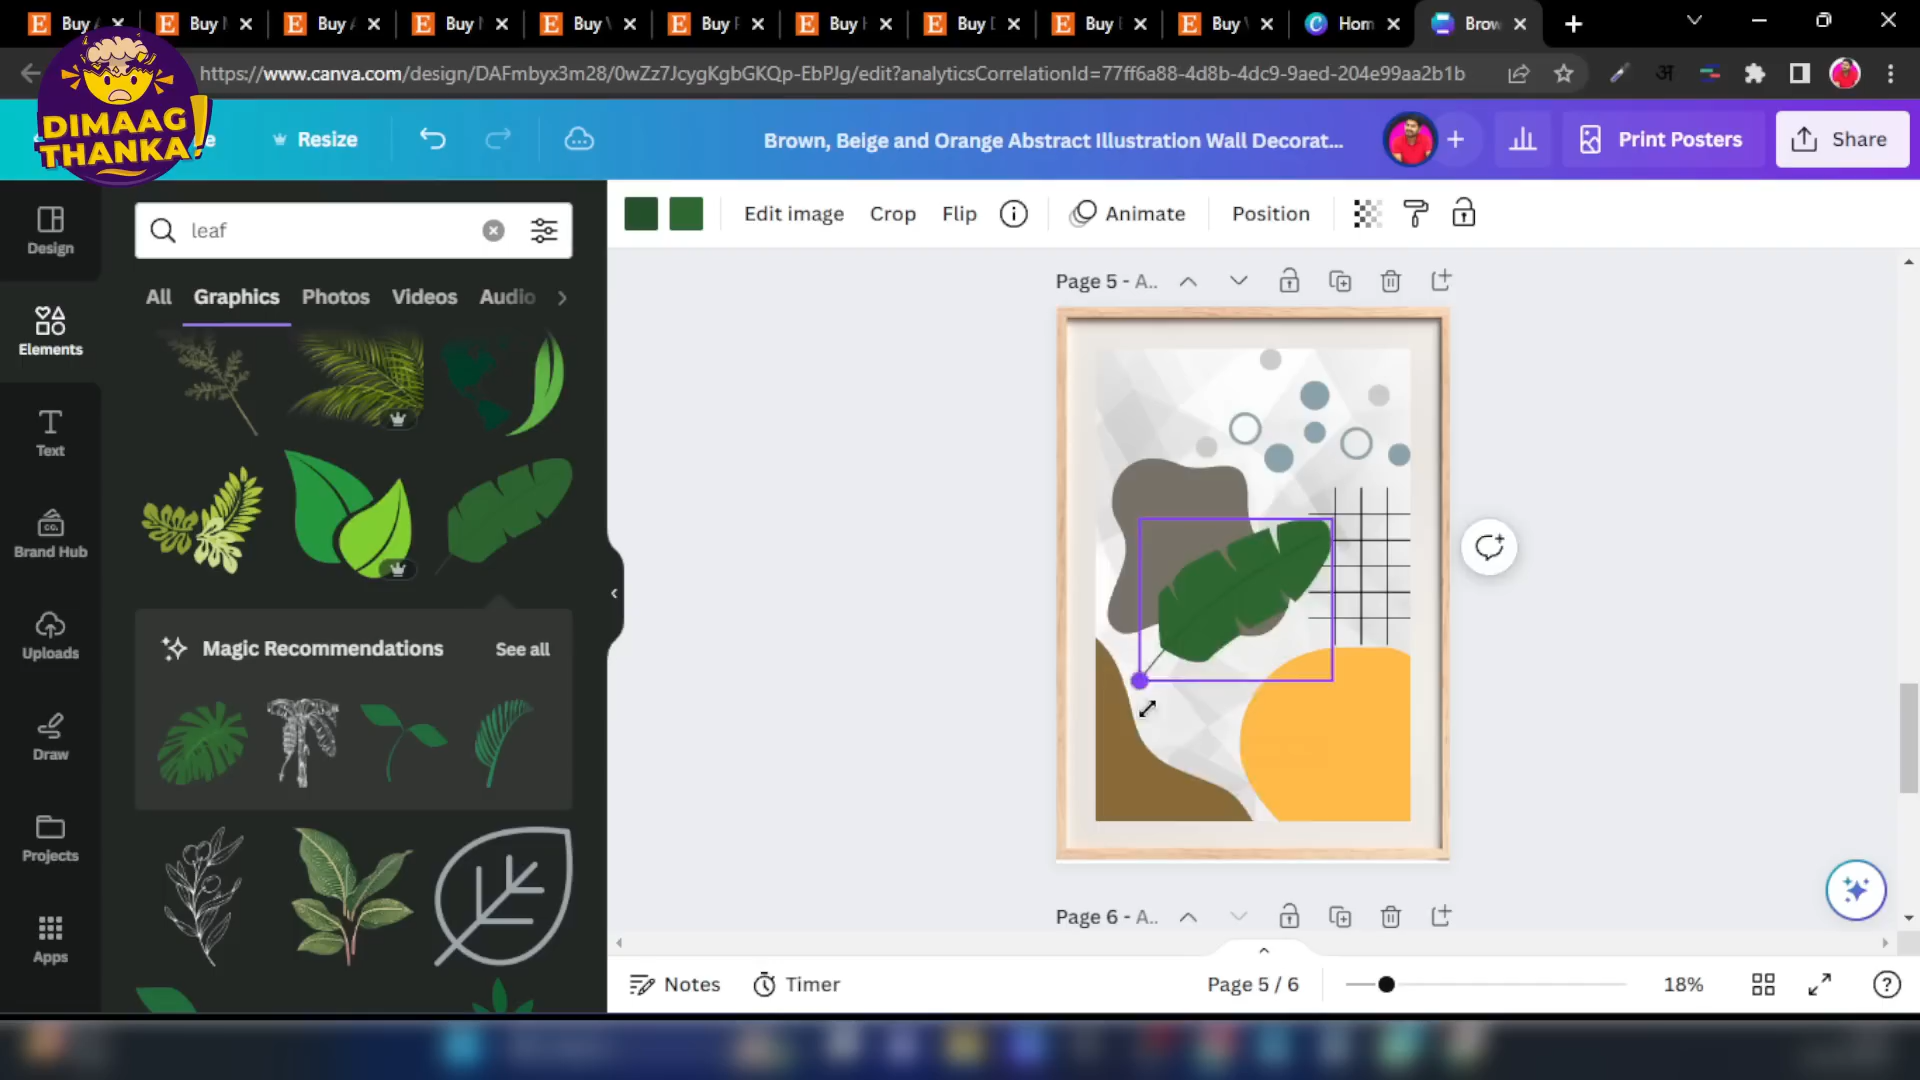 Buy
Buy
Buy
Buy
Buy
Buy
Buy
Buy
Buy
Buy
Hom
Brow
https://www.canva.com/design/DAFmbyx3m28/0wZz7JcygKgbGKQp-EbPJg/edit?analyticsCorrelationId=77ff6a88-4d8b-4dc9-9aed-204e99aa2b1b
DIMAAG
THANKA!
Resize
Brown, Beige and Orange Abstract Illustration Wall Decorat...
Print Posters
Share
Design
Elements
Text
Brand Hub
Uploads
Draw
Projects
Apps
leaf
All
Graphics
Photos
Videos
Audio
Magic Recommendations
See all
Edit image
Crop
Flip
Animate
Position
Page 5 - A..
Page 6 - A..
Notes
Timer
Page 5 / 6
18%